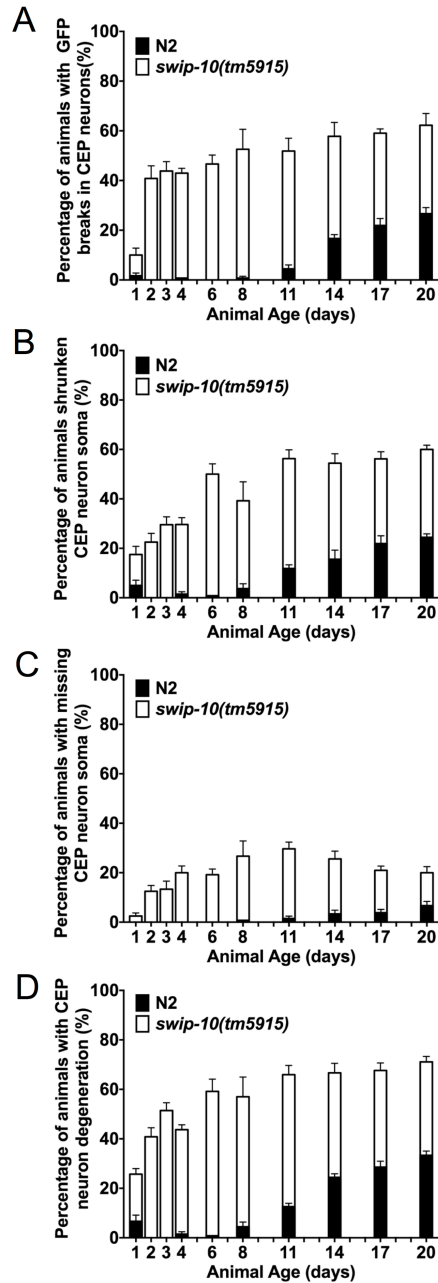 A
Percentage of animals with GFP
breaks in CEP neurons(%)
100
80
60
40
20
0
N2
swip-10(tm5915)
1 2 3 4 6 8 11 14 17 20
Animal Age (days)
B
Percentage of animals shrunken
CEP neuron soma (%)
100
80
60
40
20
0
N2
swip-10(tm5915)
1 2 3 4 6 8 11 14 17 20
Animal Age (days)
C
Percentage of animals with missing
CEP neuron soma (%)
100
80
60
40
20
0
N2
swip-10(tm5915)
1 2 3 4 6 8 11 14 17 20
Animal Age (days)
D
Percentage of animals with CEP
neuron degeneration (%)
100
80
60
40
20
0
N2
swip-10(tm5915)
1 2 3 4 6 8 11 14 17 20
Animal Age (days)